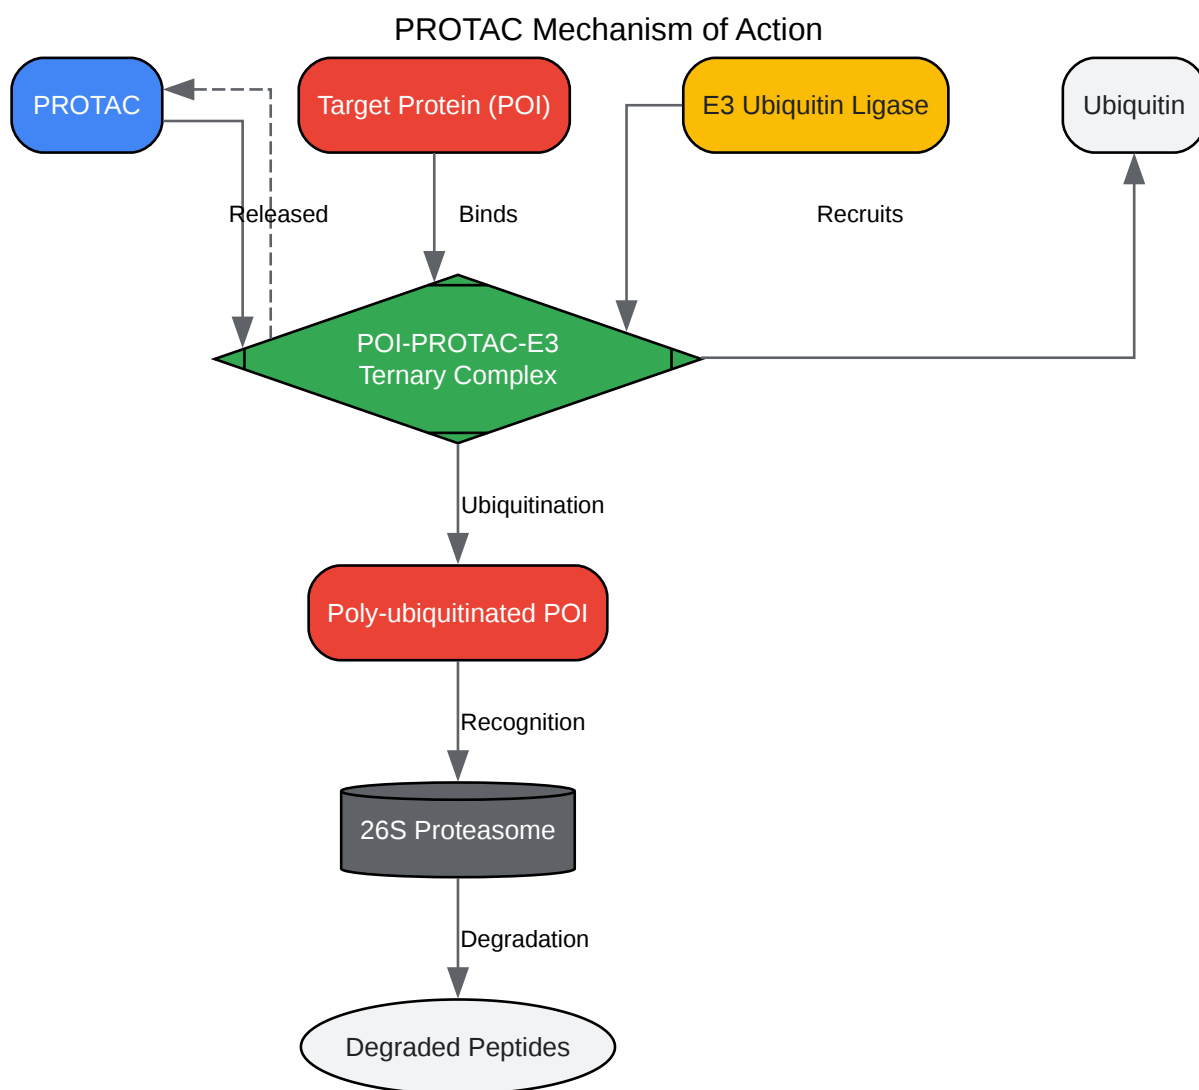 PROTAC Mechanism of Action
PROTAC
Target Protein (POI)
E3 Ubiquitin Ligase
Ubiquitin
Released
Binds
Recruits
POI-PROTAC-E3
Ternary Complex
Ubiquitination
Poly-ubiquitinated POI
Recognition
26S Proteasome
Degradation
Degraded Peptides